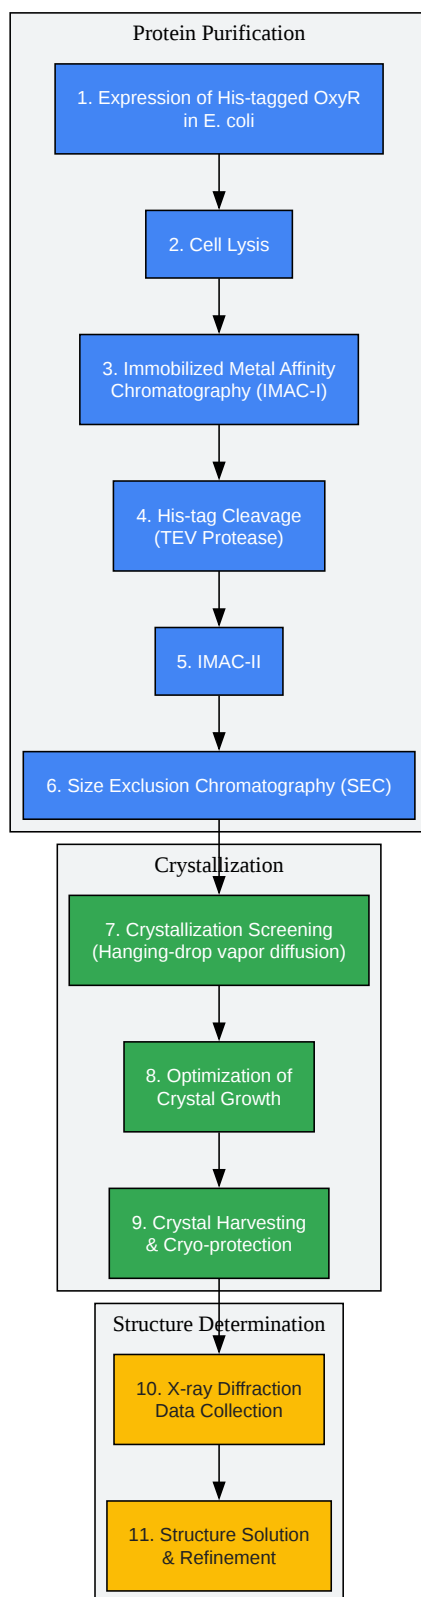 Protein Purification
1. Expression of His-tagged OxyR
in E. coli
2. Cell Lysis
3. Immobilized Metal Affinity
Chromatography (IMAC-I)
4. His-tag Cleavage
(TEV Protease)
5. IMAC-II
6. Size Exclusion Chromatography (SEC)
Crystallization
7. Crystallization Screening
(Hanging-drop vapor diffusion)
8. Optimization of
Crystal Growth
9. Crystal Harvesting
& Cryo-protection
Structure Determination
10. X-ray Diffraction
Data Collection
11. Structure Solution
& Refinement